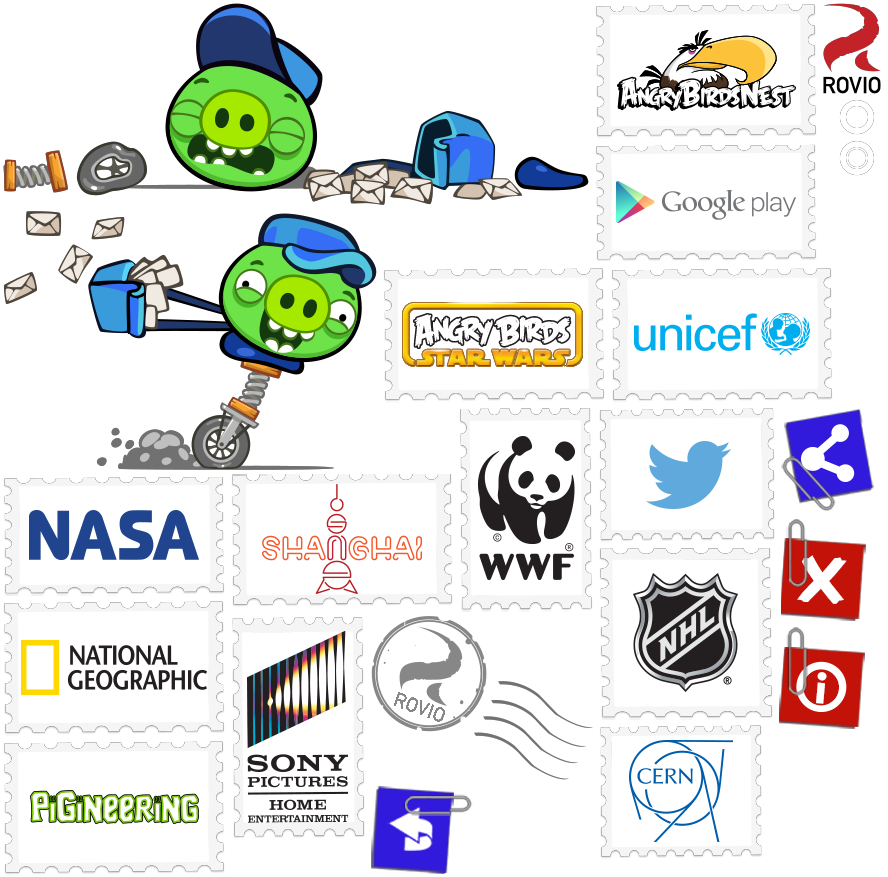 ANGRYBIRDSNEST
ROVIO
Google play
ANGRY BIRDS
STAR WARS
unicef
©
®
WWF
NASA
SHANGHAI
NHL
®
NATIONAL
GEOGRAPHIC
ROVIO
SONY
PICTURES
HOME
ENTERTAINMENT
CERN
PIGINEERING